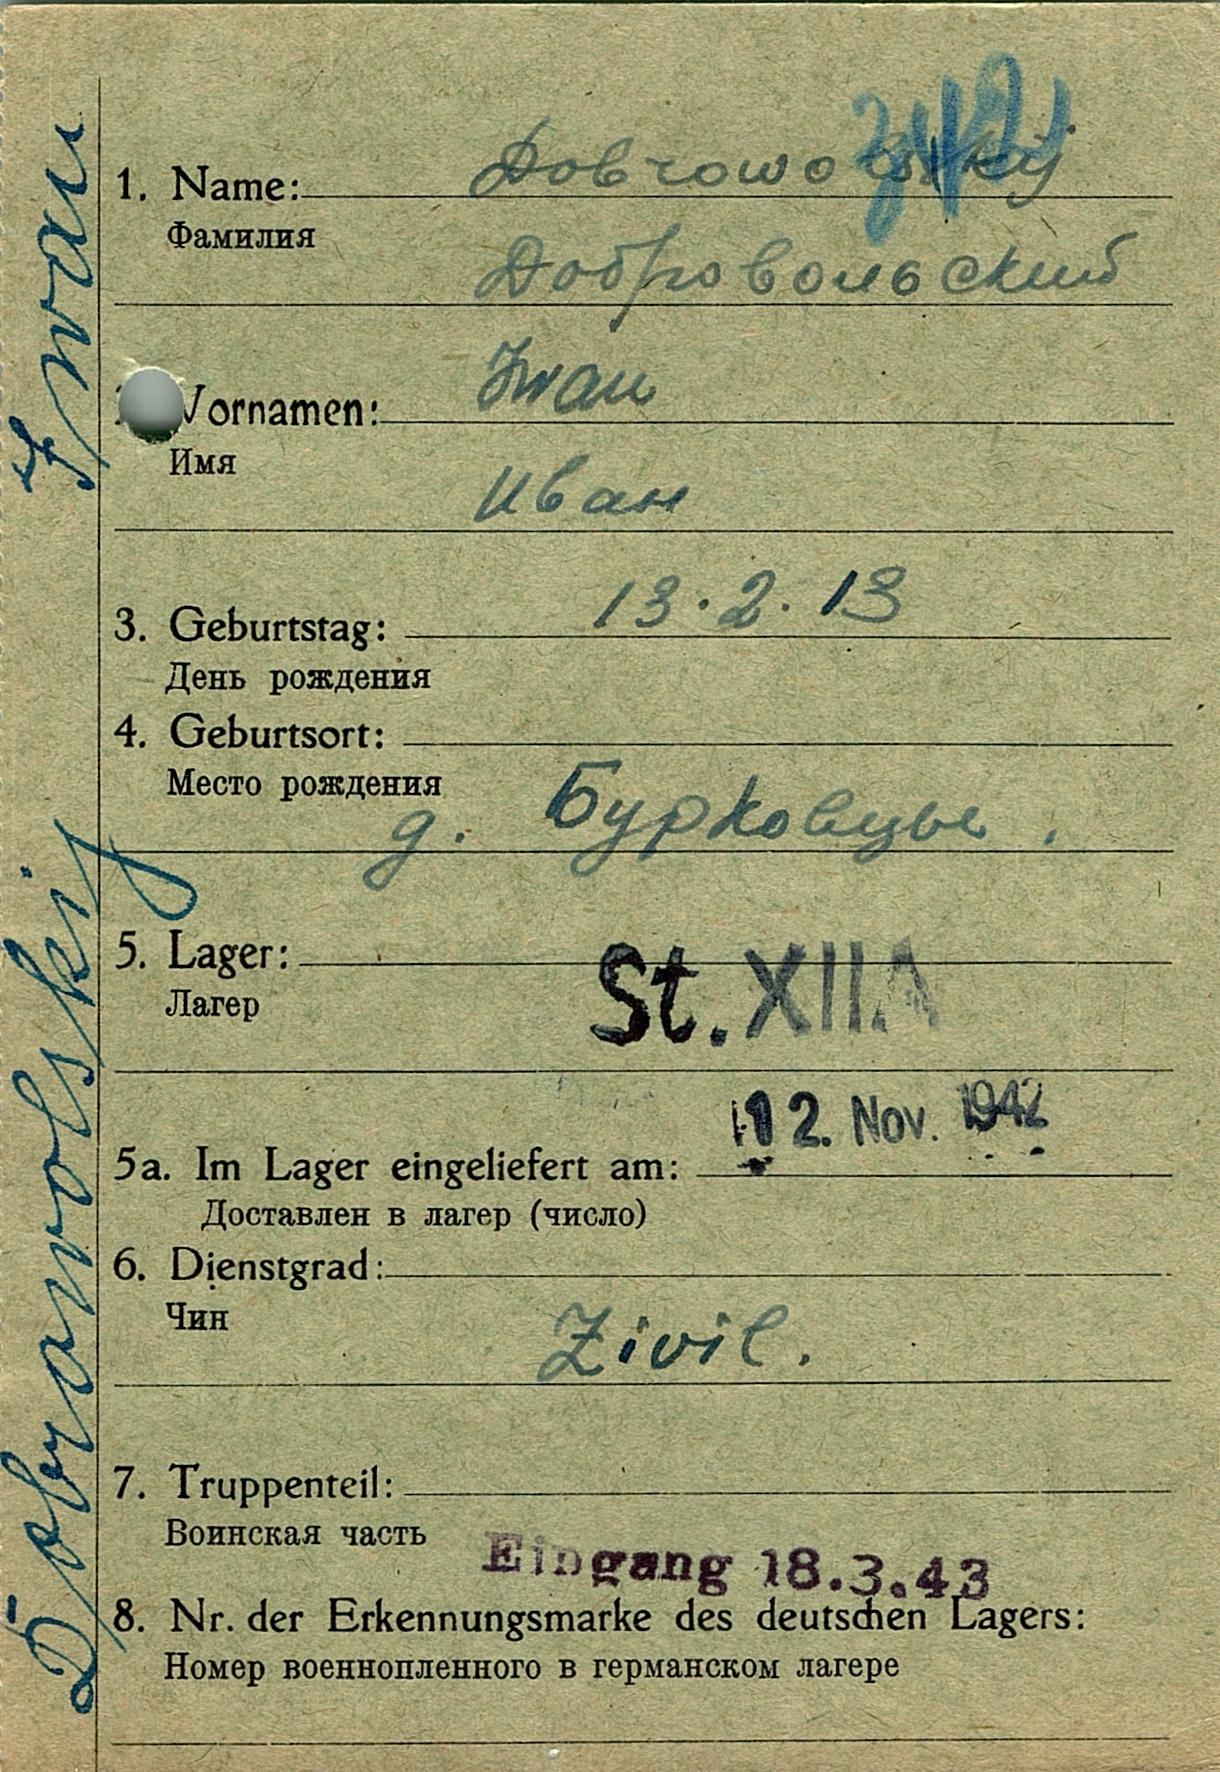 1. Name: Dobrowolskij
Фамилия
Добровольский
Vornamen: Iwan
Имя
Иван
3. Geburtstag: 13.2.13
День рождения
4. Geburtsort:
Место рождения
д. Бурковцы.
5. Lager: St. XIIA
Лагер
12. Nov. 1942
5a. Im Lager eingeliefert am:
Доставлен в лагер (число)
6. Dienstgrad:
Чин
Zivil.
7. Truppenteil:
Воинская часть
Eingang 18.3.43
8. Nr. der Erkennungsmarke des deutschen Lagers:
Номер военнопленного в германском лагере
Dobrowolskij Iwan